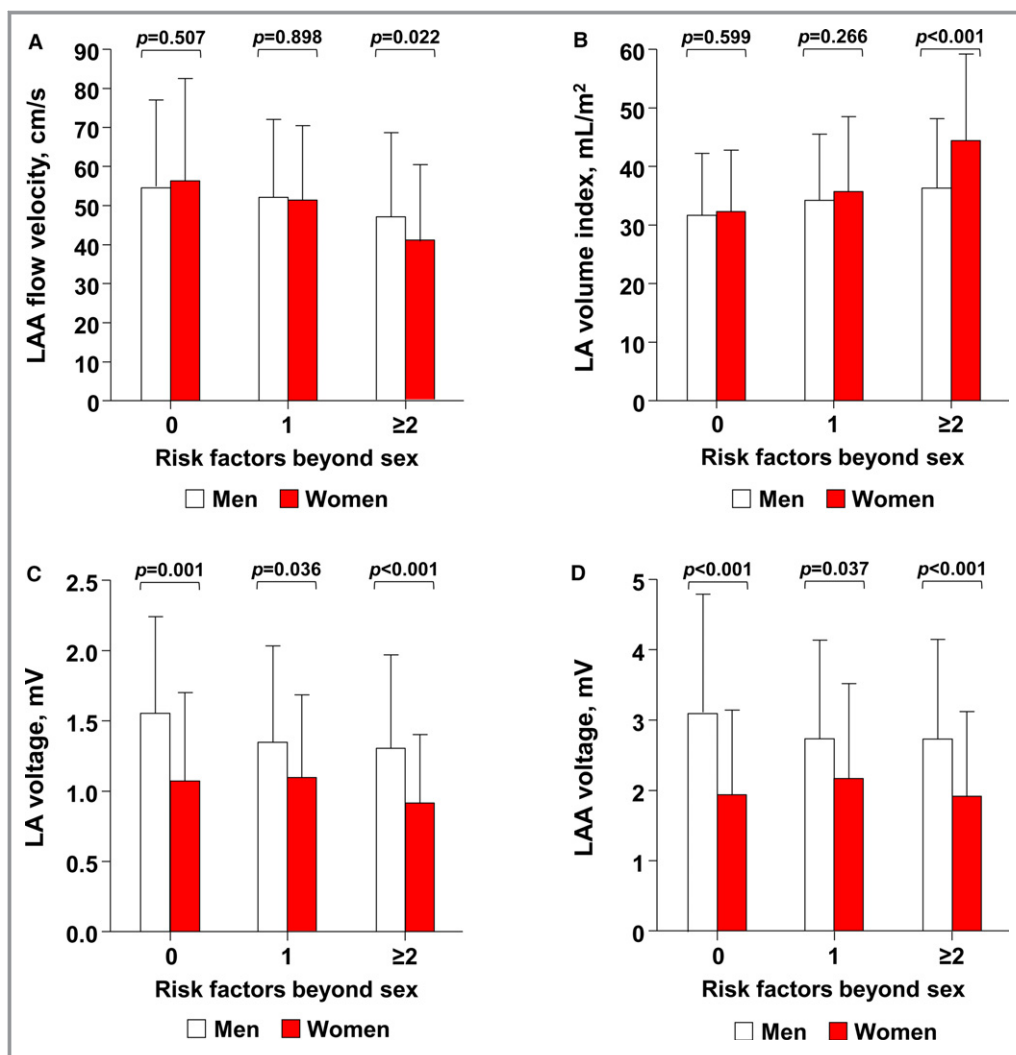 A
p=0.507 p=0.898 p=0.022
90
80
70
60
50
40
30
20
10
0
LAA flow velocity, cm/s
0 1 ≥2
Risk factors beyond sex
Men Women
B
p=0.599 p=0.266 p<0.001
60
50
40
30
20
10
0
LA volume index, mL/m²
0 1 ≥2
Risk factors beyond sex
Men Women
C
p=0.001 p=0.036 p<0.001
2.5
2.0
1.5
1.0
0.5
0.0
LA voltage, mV
0 1 ≥2
Risk factors beyond sex
Men Women
D
p<0.001 p=0.037 p<0.001
5
4
3
2
1
0
LAA voltage, mV
0 1 ≥2
Risk factors beyond sex
Men Women